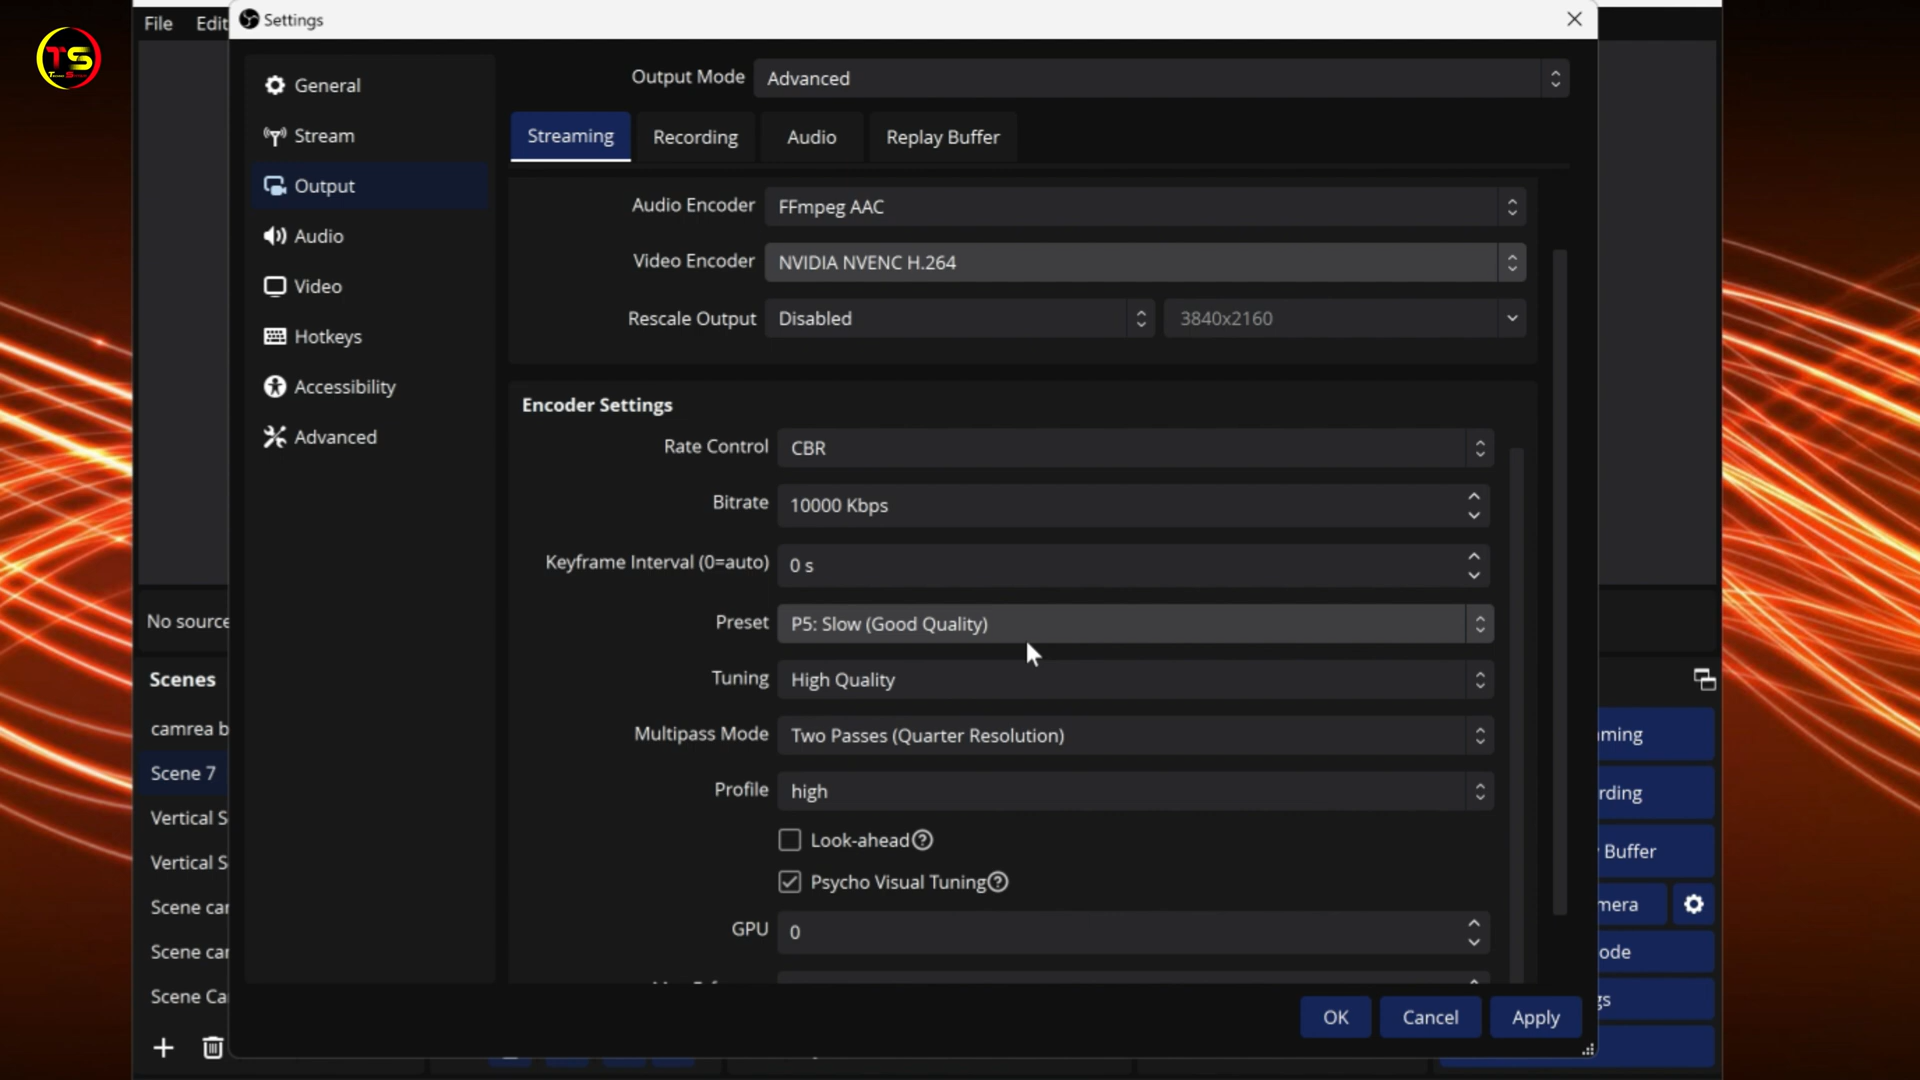 TS
File Edit
Settings
General
Stream
Output
Audio
Video
Hotkeys
Accessibility
Advanced
Output Mode Advanced
Streaming Recording Audio Replay Buffer
Audio Encoder FFmpeg AAC
Video Encoder NVIDIA NVENC H.264
Rescale Output Disabled 3840x2160
Encoder Settings
Rate Control CBR
Bitrate 10000 Kbps
Keyframe Interval (0=auto) 0 s
Preset P5: Slow (Good Quality)
Tuning High Quality
Multipass Mode Two Passes (Quarter Resolution)
Profile high
Look-ahead
Psycho Visual Tuning
GPU 0
OK Cancel Apply
No source
Scenes
camrea b
Scene 7
Vertical S
Vertical S
Scene car
Scene car
Scene Ca
ming
rding
Buffer
mera
ode
gs